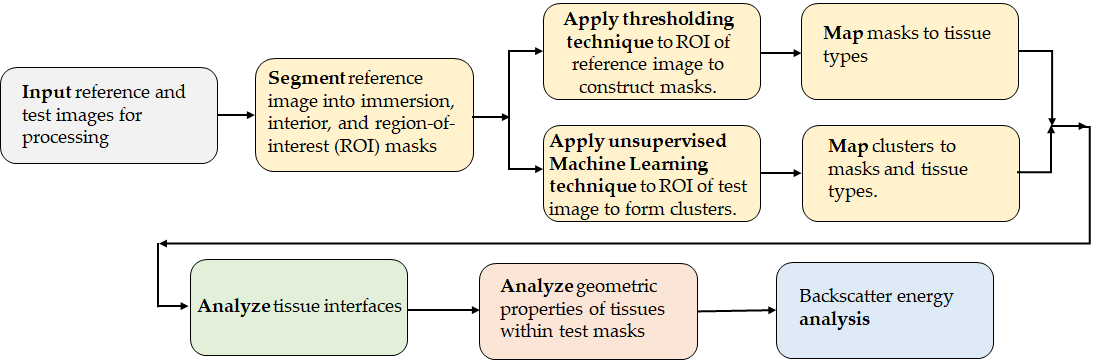 Input reference and
test images for
processing
Segment reference
image into immersion,
interior, and region-of-
interest (ROI) masks
Apply thresholding
technique to ROI of
reference image to
construct masks.
Map masks to tissue
types
Apply unsupervised
Machine Learning
technique to ROI of test
image to form clusters.
Map clusters to
masks and tissue
types.
Analyze tissue interfaces
Analyze geometric
properties of tissues
within test masks
Backscatter energy
analysis